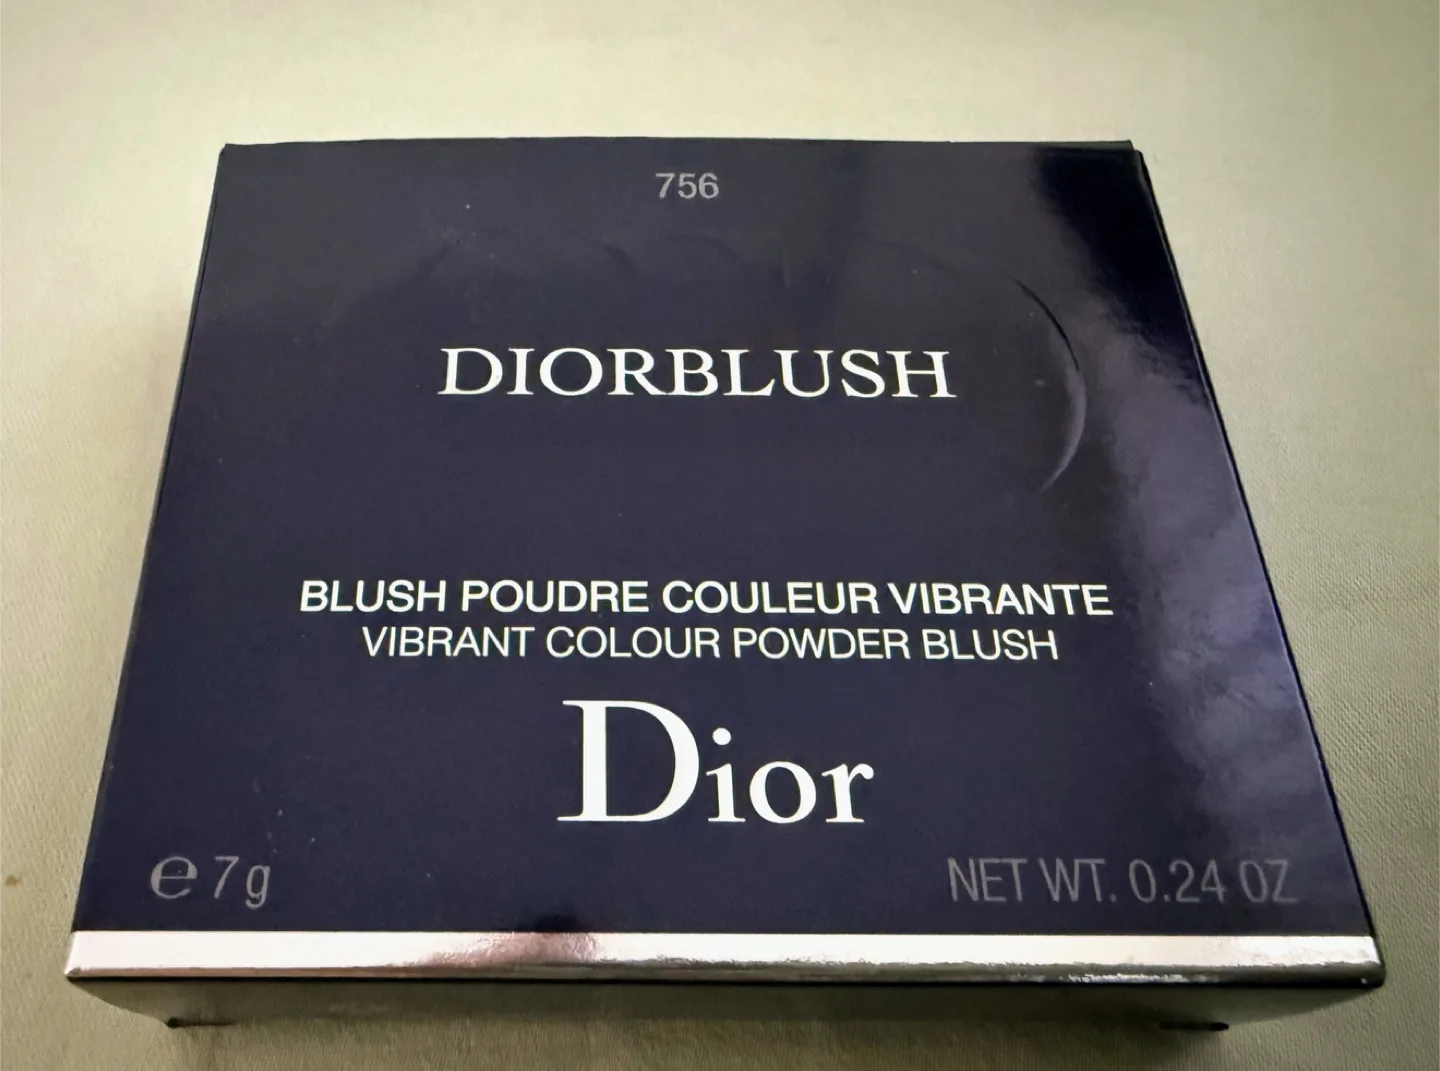 756
DIORBLUSH
BLUSH POUDRE COULEUR VIBRANTE
VIBRANT COLOUR POWDER BLUSH
Dior
℮ 7g
NET WT. 0.24 OZ